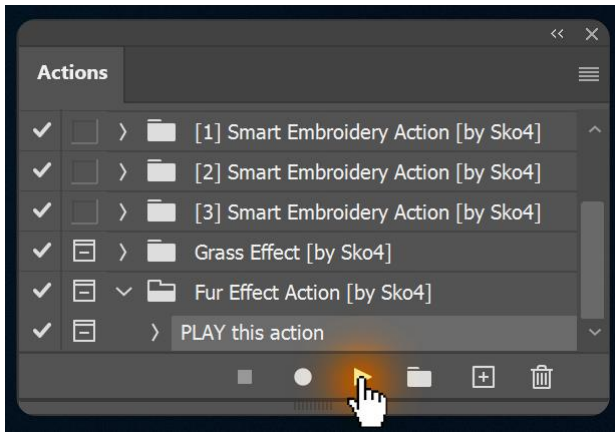 Actions
[1] Smart Embroidery Action [by Sko4]
[2] Smart Embroidery Action [by Sko4]
[3] Smart Embroidery Action [by Sko4]
Grass Effect [by Sko4]
Fur Effect Action [by Sko4]
PLAY this action